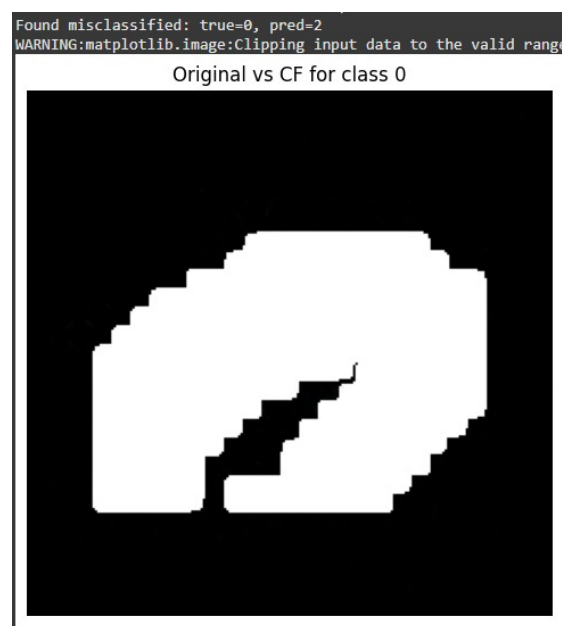 Found misclassified: true=0, pred=2
WARNING:matplotlib.image:Clipping input data to the valid range
Original vs CF for class 0